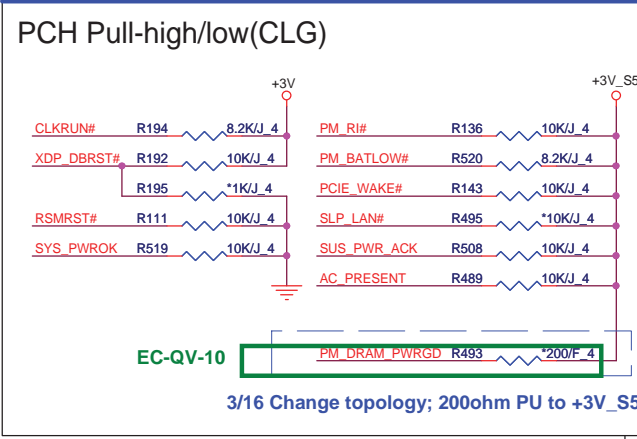 PCH Pull-high/low(CLG)
+3V
+3V_S5
CLKRUN# R194 8.2K/J_4
XDP_DBRST# R192 10K/J_4
R195 *1K/J_4
RSMRST# R111 10K/J_4
SYS_PWROK R519 10K/J_4
PM_RI# R136 10K/J_4
PM_BATLOW# R520 8.2K/J_4
PCIE_WAKE# R143 10K/J_4
SLP_LAN# R495 *10K/J_4
SUS_PWR_ACK R508 10K/J_4
AC_PRESENT R489 10K/J_4
EC-QV-10
PM_DRAM_PWRGD R493 *200/F_4
3/16 Change topology; 200ohm PU to +3V_S5